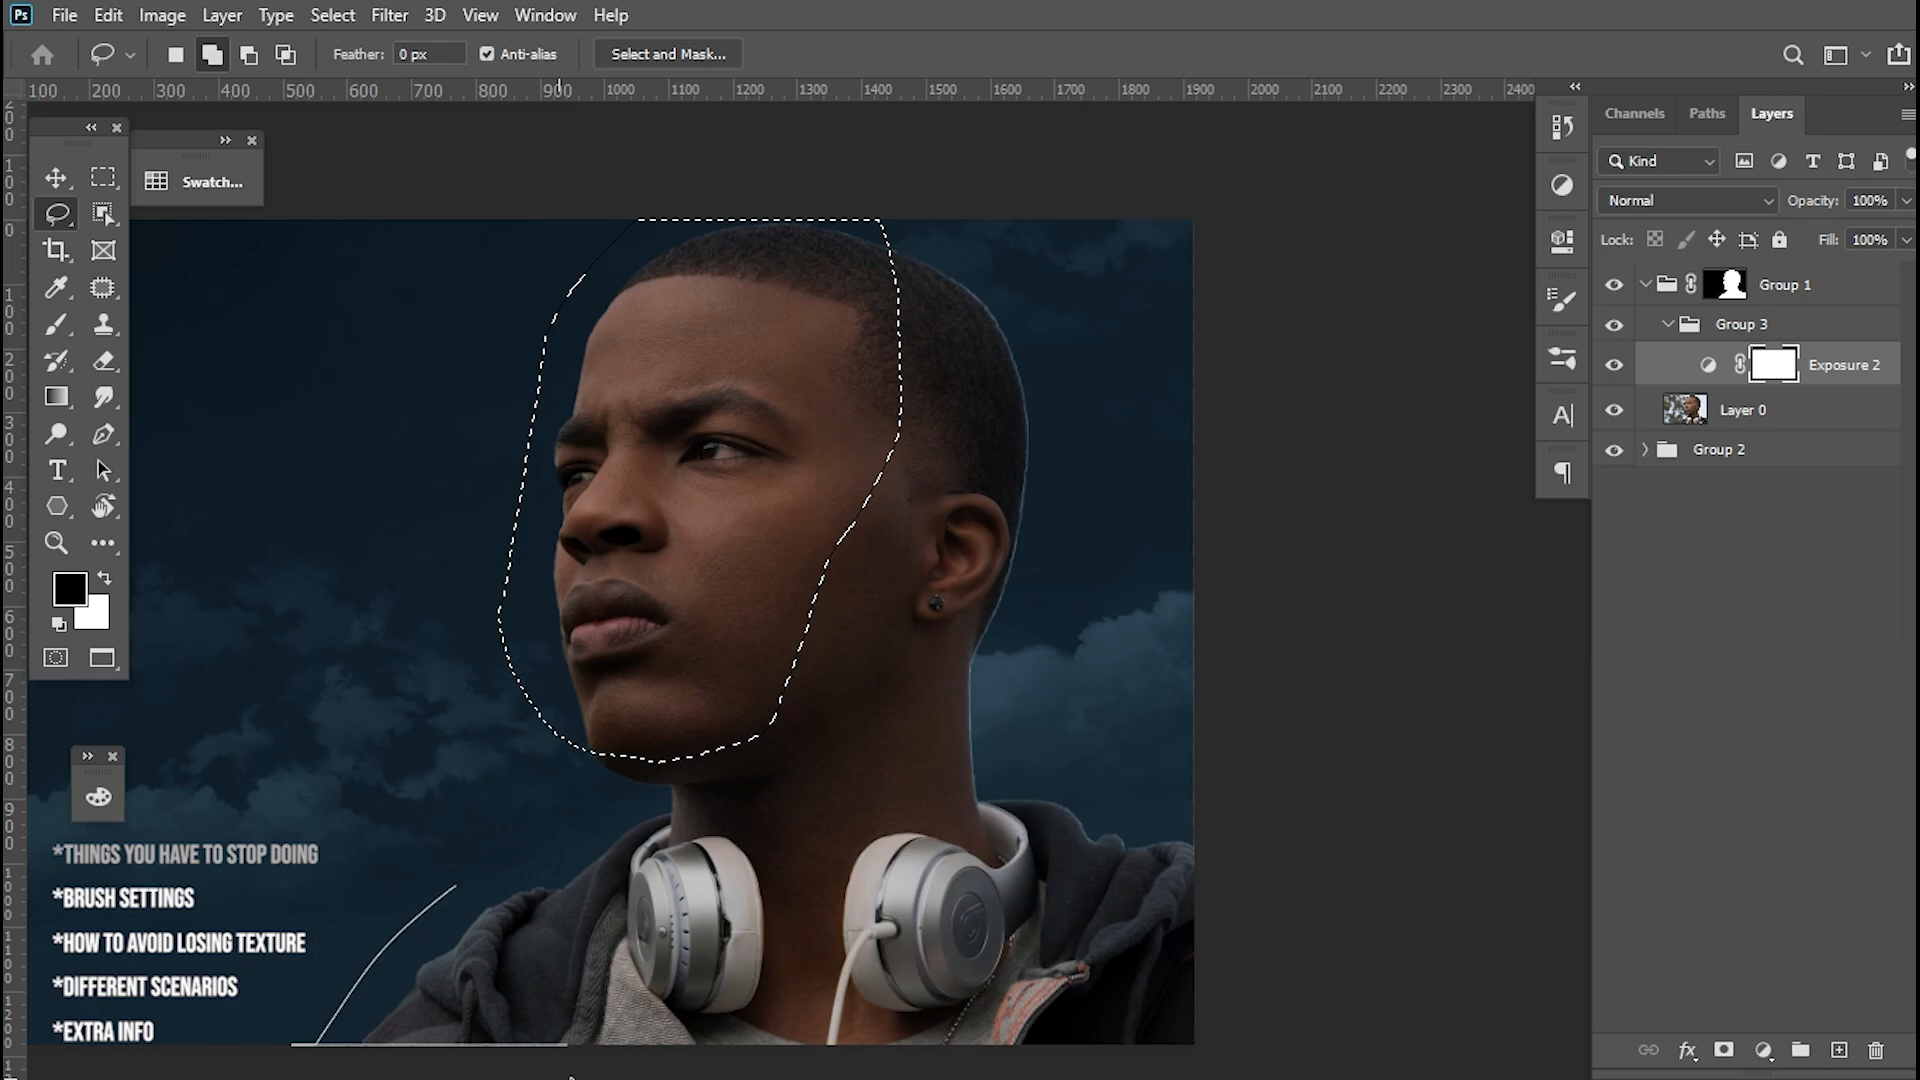 Ps File Edit Image Layer Type Select Filter 3D View Window Help
Feather: 0 px Anti-alias Select and Mask...
100 200 300 400 500 600 700 800 900 1000 1100 1200 1300 1400 1500 1600 1700 1800 1900 2000 2100 2200 2300 2400
Channels Paths Layers
Kind
Swatch...
Normal Opacity: 100%
Lock: Fill: 100%
Group 1
Group 3
Exposure 2
Layer 0
Group 2
*THINGS YOU HAVE TO STOP DOING
*BRUSH SETTINGS
*HOW TO AVOID LOSING TEXTURE
*DIFFERENT SCENARIOS
*EXTRA INFO